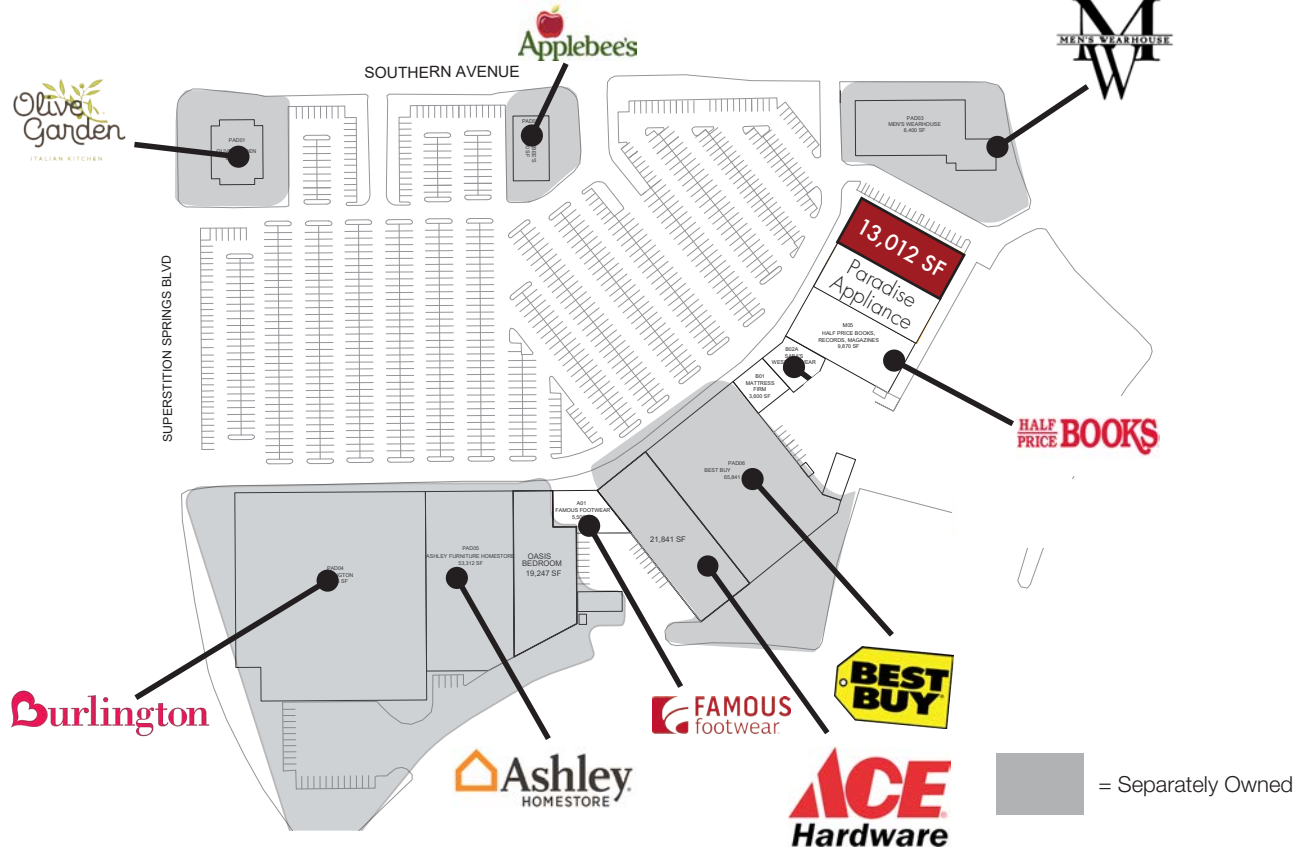 Applebee's
M
MEN'S WEARHOUSE
W
SOUTHERN AVENUE
Olive
Garden
ITALIAN KITCHEN
PAD01
PAD03
MEN'S WEARHOUSE
6,400 SF
13,012 SF
Paradise
Appliance
M05
HALF PRICE BOOKS,
RECORDS, MAGAZINES
9,870 SF
B02A
B01
MATTRESS
FIRM
3,600 SF
SUPERSTITION SPRINGS BLVD
HALF
PRICE BOOKS
PAD06
BEST BUY
A01
FAMOUS FOOTWEAR
21,841 SF
PAD05
ASHLEY FURNITURE HOMESTORE
53,312 SF
OASIS
BEDROOM
19,247 SF
PAD04
Burlington
BEST
BUY
FAMOUS
footwear
Ashley
HOMESTORE
ACE
Hardware
= Separately Owned